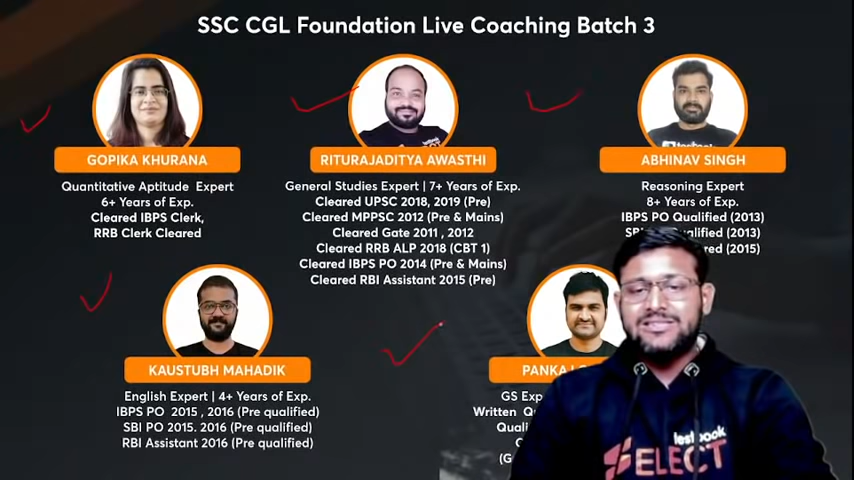 SSC CGL Foundation Live Coaching Batch 3
GOPIKA KHURANA
Quantitative Aptitude Expert
6+ Years of Exp.
Cleared IBPS Clerk,
RRB Clerk Cleared
RITURAJADITYA AWASTHI
General Studies Expert | 7+ Years of Exp.
Cleared UPSC 2018, 2019 (Pre)
Cleared MPPSC 2012 (Pre & Mains)
Cleared Gate 2011 , 2012
Cleared RRB ALP 2018 (CBT 1)
Cleared IBPS PO 2014 (Pre & Mains)
Cleared RBI Assistant 2015 (Pre)
ABHINAV SINGH
Reasoning Expert
8+ Years of Exp.
IBPS PO Qualified (2013)
(2013)
(2015)
KAUSTUBH MAHADIK
English Expert | 4+ Years of Exp.
IBPS PO 2015 , 2016 (Pre qualified)
SBI PO 2015. 2016 (Pre qualified)
RBI Assistant 2016 (Pre qualified)
GS
Written
testbook
SELECT